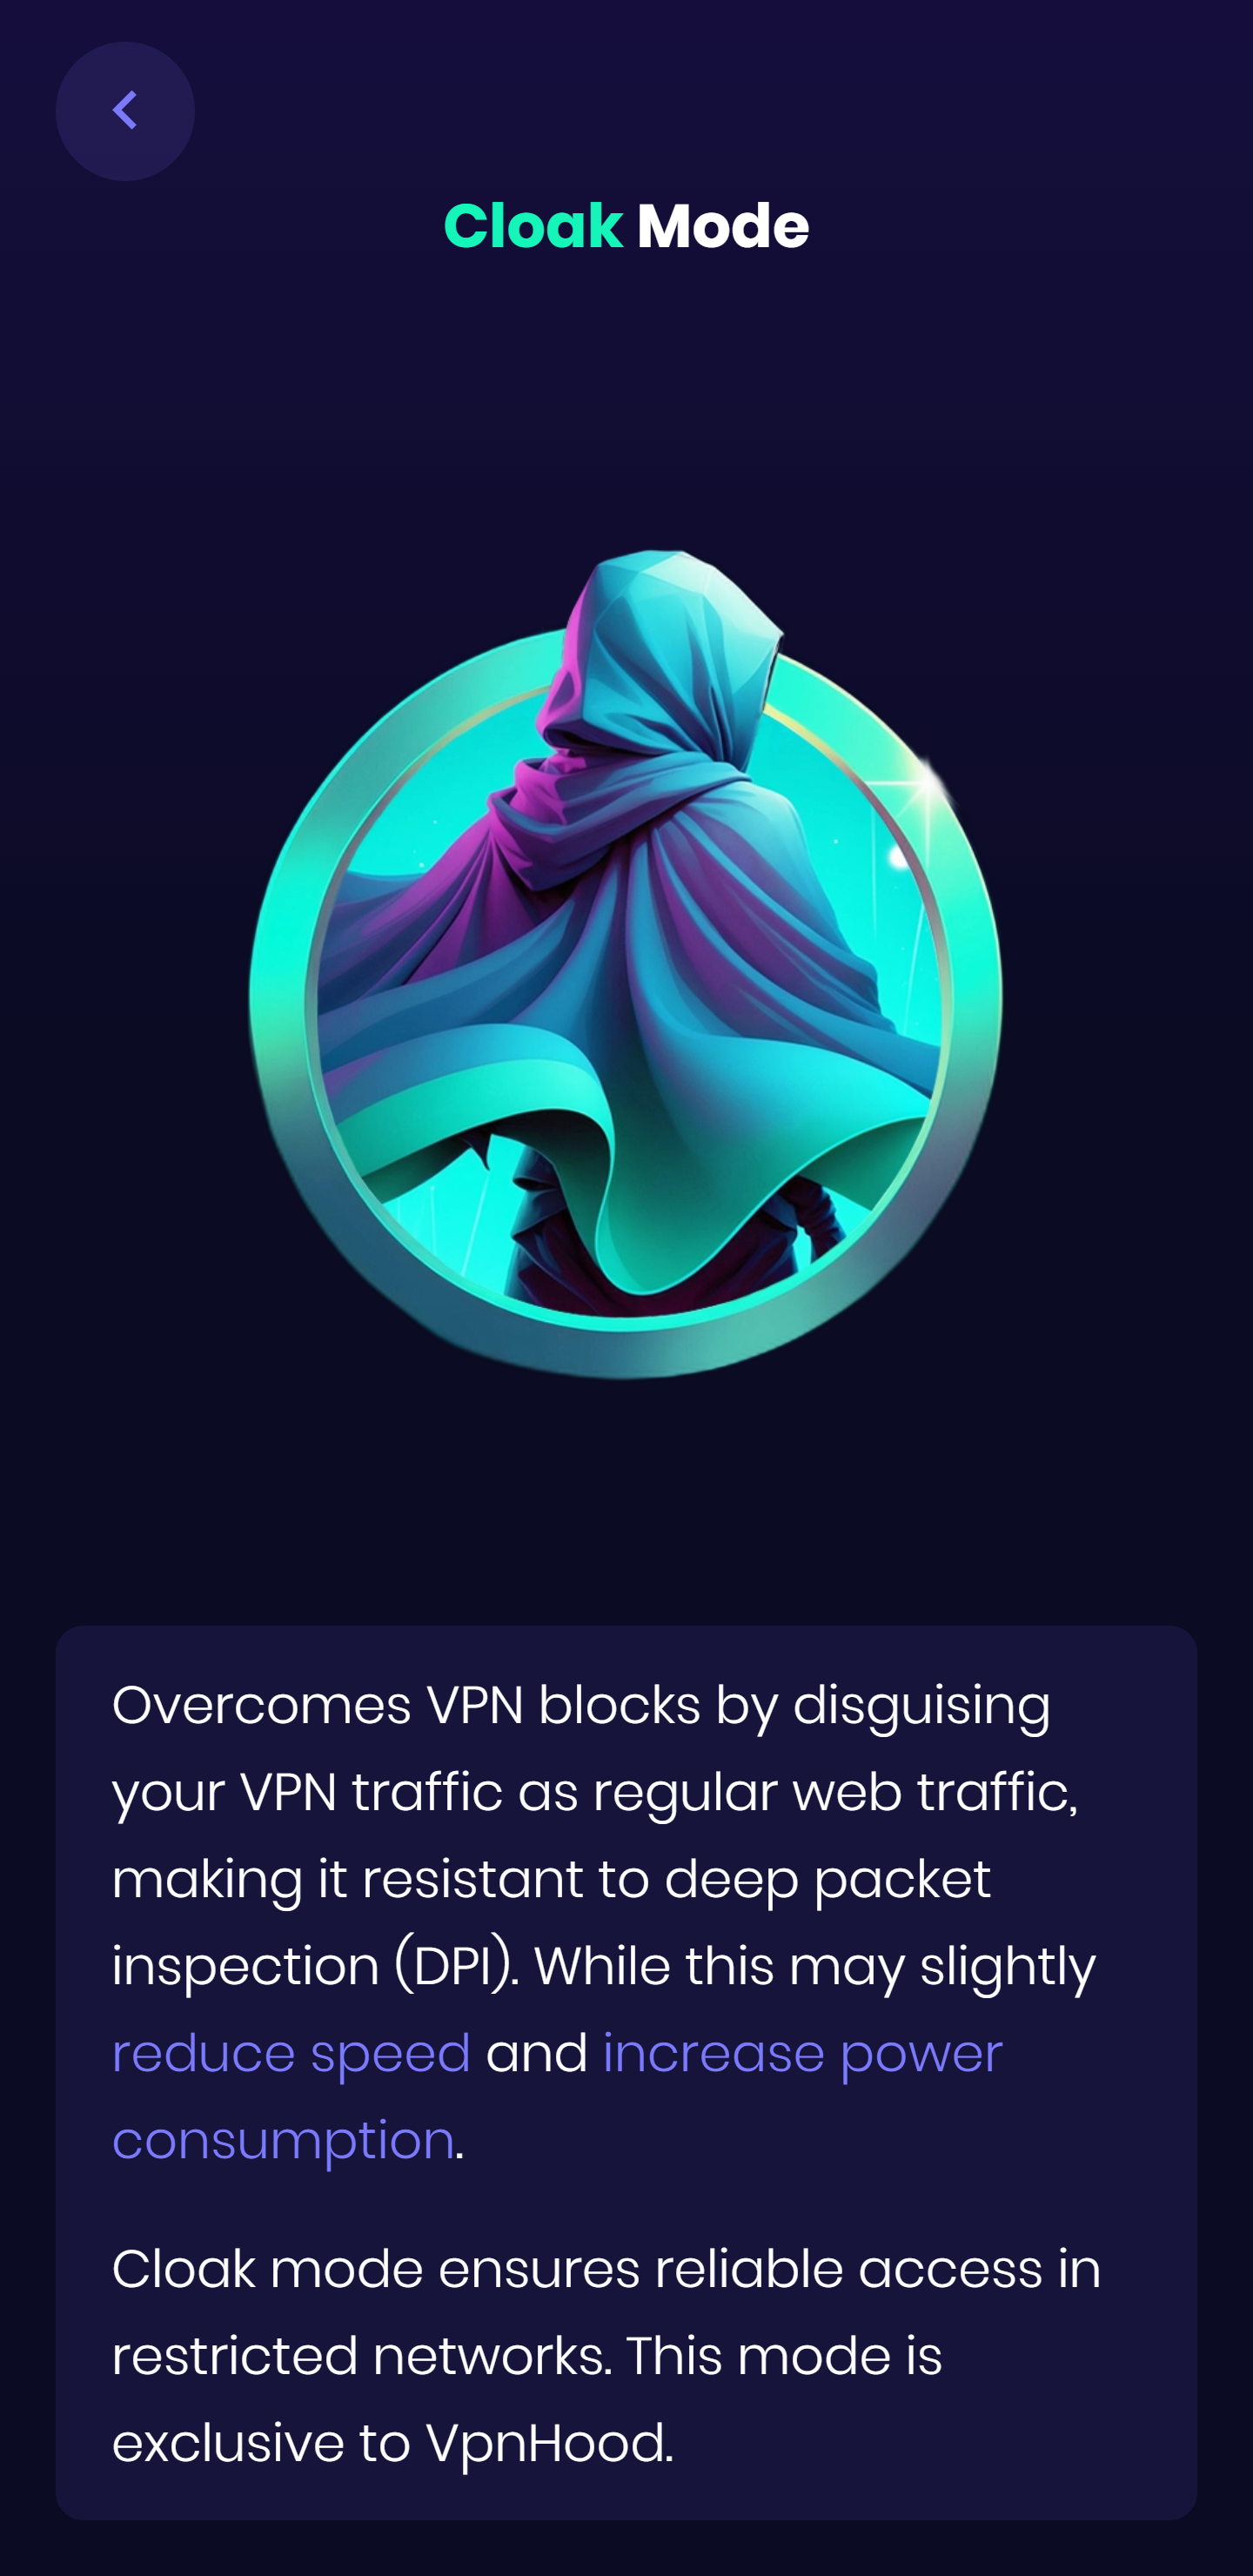 Cloak Mode
Overcomes VPN blocks by disguising
your VPN traffic as regular web traffic,
making it resistant to deep packet
inspection (DPI). While this may slightly
reduce speed and increase power
consumption.
Cloak mode ensures reliable access in
restricted networks. This mode is
exclusive to VpnHood.